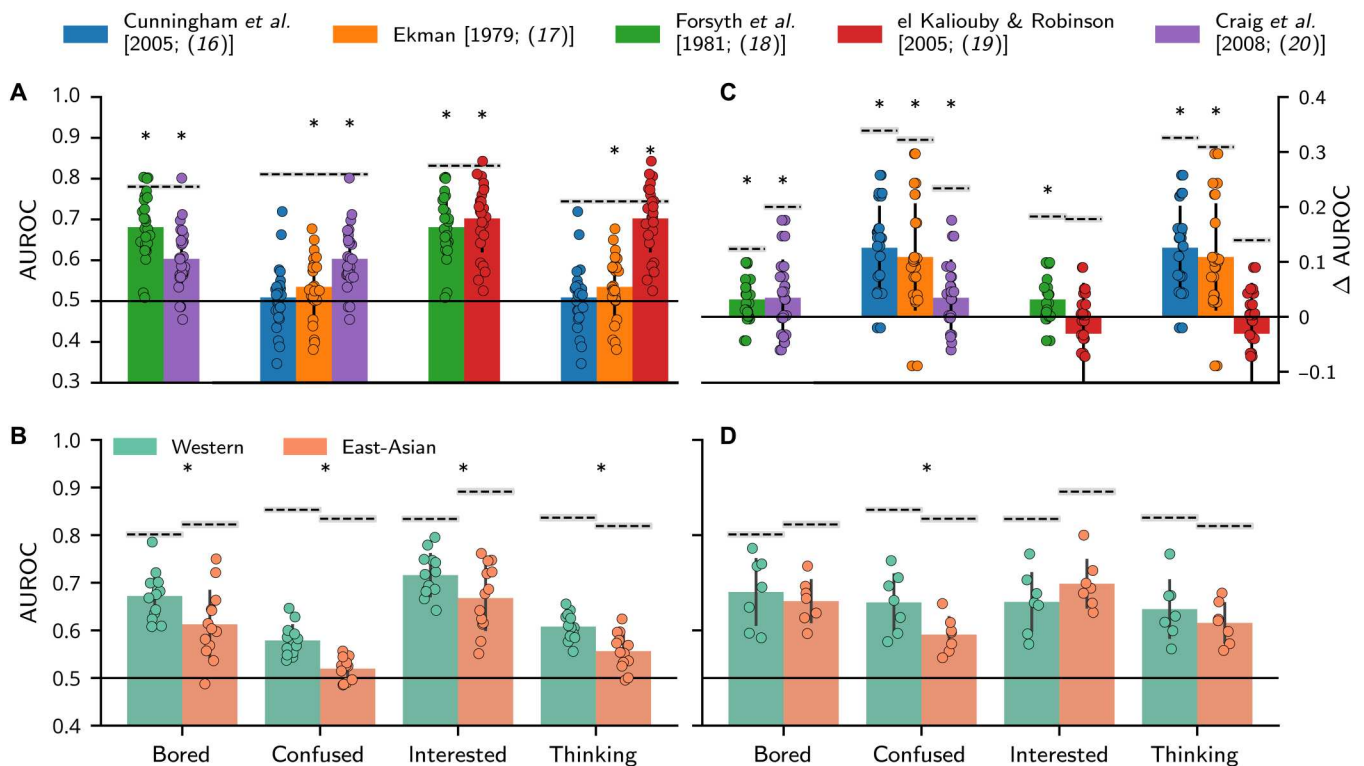 Cunningham et al.
[2005; (16)]
Ekman [1979; (17)]
Forsyth et al.
[1981; (18)]
el Kaliouby & Robinson
[2005; (19)]
Craig et al.
[2008; (20)]
A
1.0
0.9
0.8
0.7
0.6
0.5
0.4
0.3
AUROC
* *
* *
* *
* *
C
0.4
0.3
0.2
0.1
0
−0.1
Δ AUROC
* *
* * *
*
* *
B
1.0
0.9
0.8
0.7
0.6
0.5
0.4
AUROC
Western
East-Asian
* * * *
Bored
Confused
Interested
Thinking
D
*
Bored
Confused
Interested
Thinking